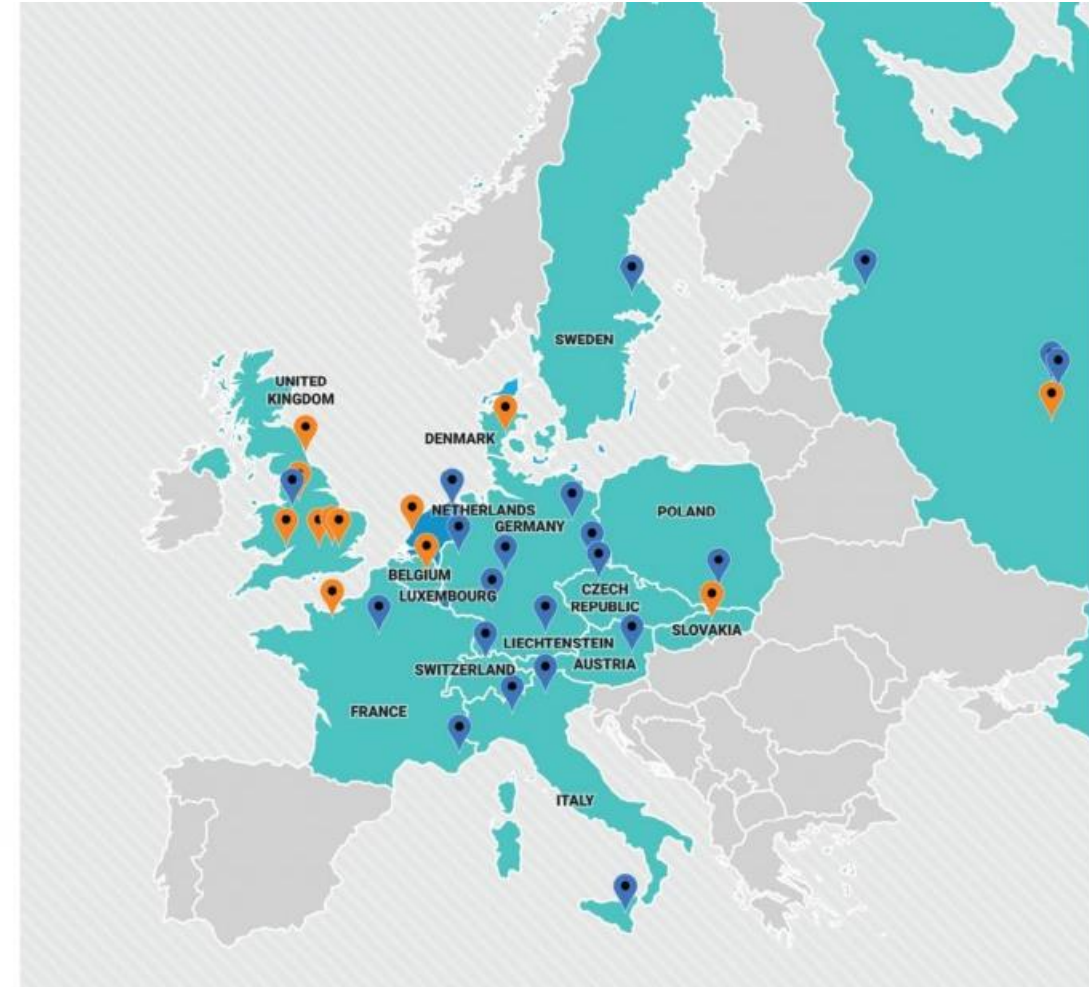 SWEDEN
UNITED
KINGDOM
DENMARK
NETHERLANDS
POLAND
GERMANY
BELGIUM
LUXEMBOURG
CZECH
REPUBLIC
SLOVAKIA
LIECHTENSTEIN
SWITZERLAND
AUSTRIA
FRANCE
ITALY